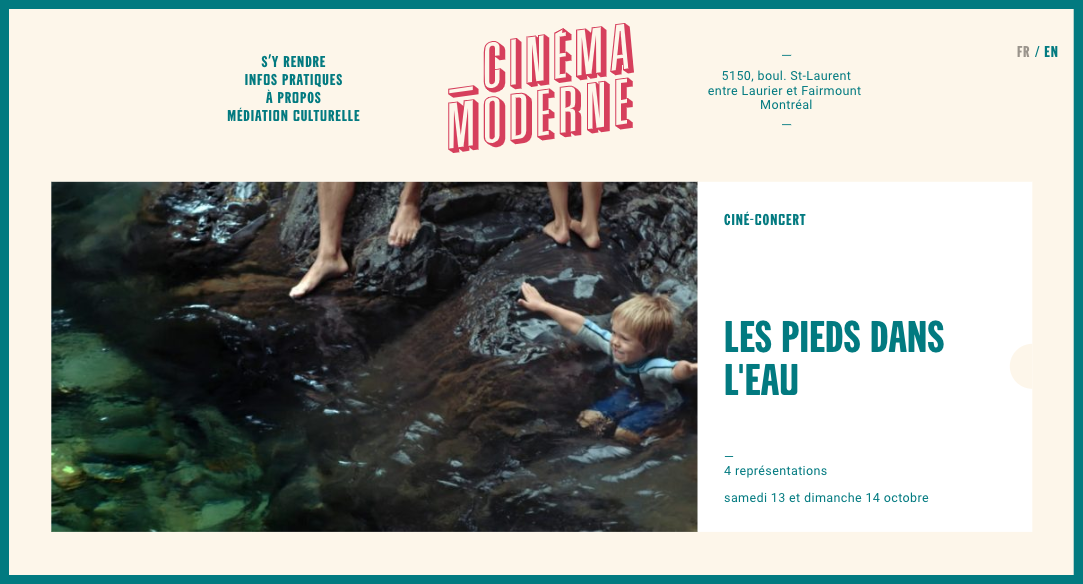 S'Y RENDRE
INFOS PRATIQUES
À PROPOS
MÉDIATION CULTURELLE
CINÉMA
MODERNE
—
5150, boul. St-Laurent
entre Laurier et Fairmount
Montréal
—
FR / EN
CINÉ-CONCERT
LES PIEDS DANS
L'EAU
—
4 représentations
samedi 13 et dimanche 14 octobre